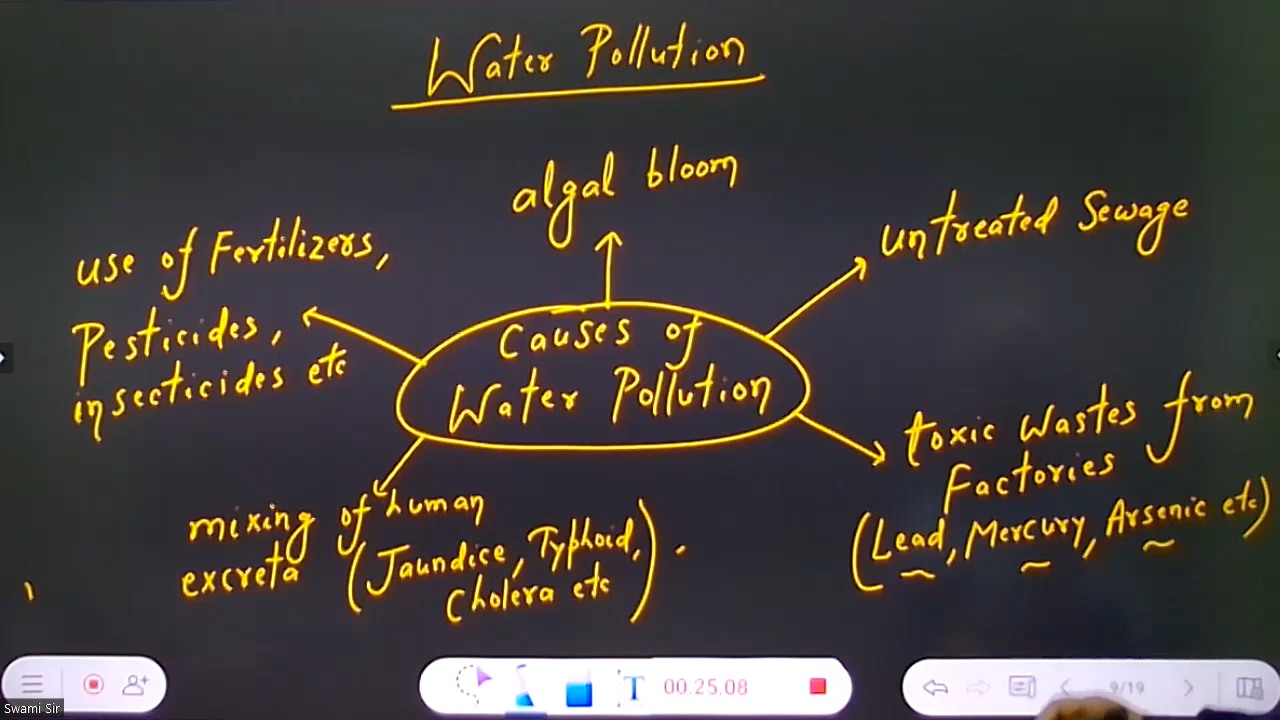 Water Pollution
algal bloom
untreated Sewage
use of Fertilizers,
Pesticides,
insecticides etc
Causes of
Water Pollution
toxic wastes from
Factories
(Lead, Mercury, Arsenic etc)
mixing of human
excreta (Jaundice, Typhoid,
Cholera etc).
T 00.25.08
9/19
Swami Sir